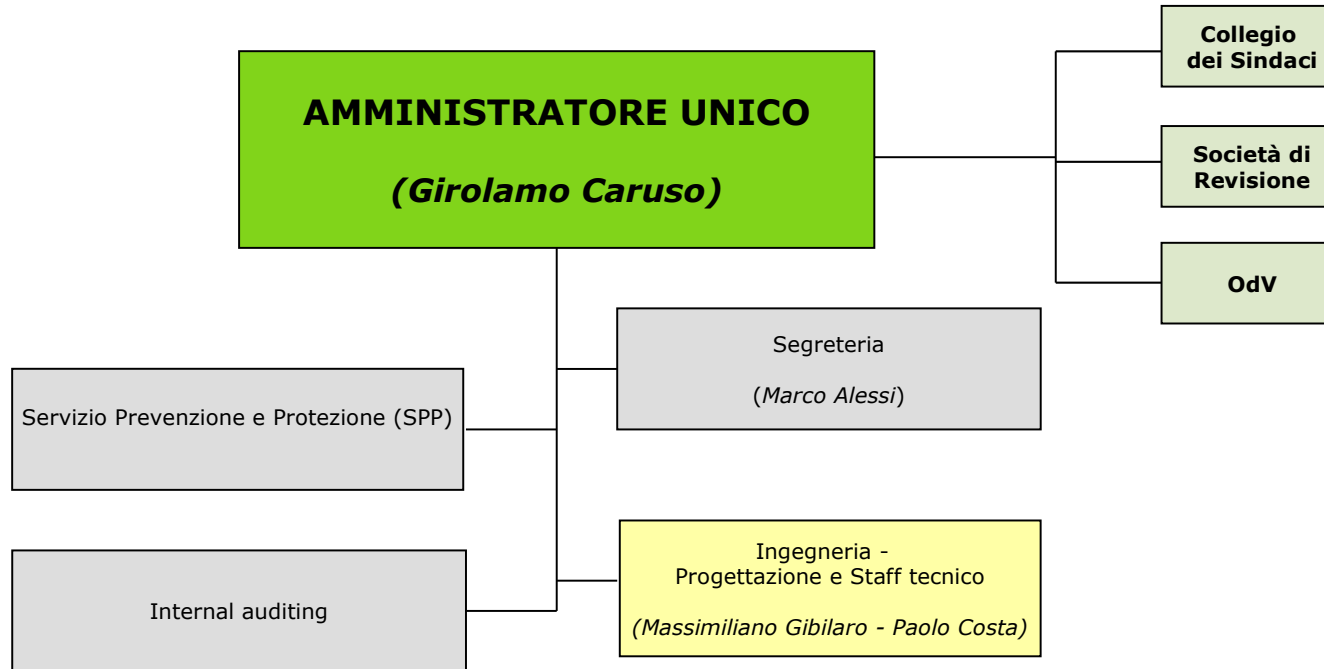 AMMINISTRATORE UNICO
(Girolamo Caruso)
Collegio
dei Sindaci
Società di
Revisione
OdV
Segreteria
(Marco Alessi)
Servizio Prevenzione e Protezione (SPP)
Ingegneria -
Progettazione e Staff tecnico
(Massimiliano Gibilaro - Paolo Costa)
Internal auditing